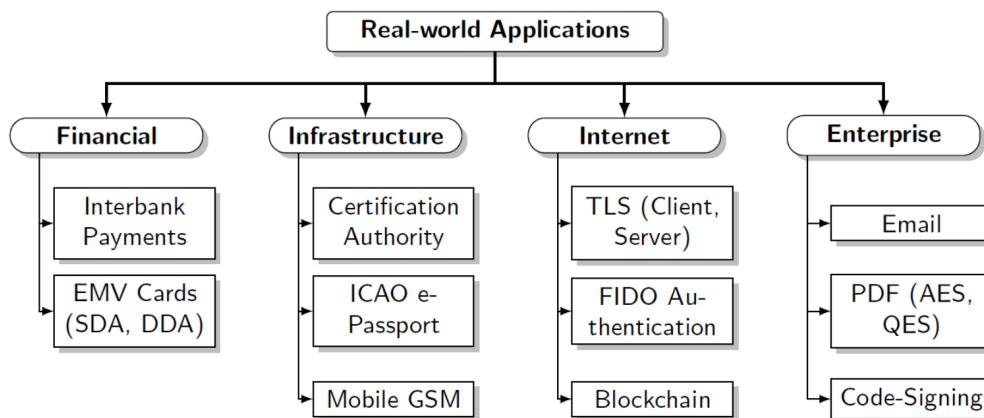 Real-world Applications
Financial
Infrastructure
Internet
Enterprise
Interbank
Payments
EMV Cards
(SDA, DDA)
Certification
Authority
ICAO e-
Passport
Mobile GSM
TLS (Client,
Server)
FIDO Au-
thentication
Blockchain
Email
PDF (AES,
QES)
Code-Signing